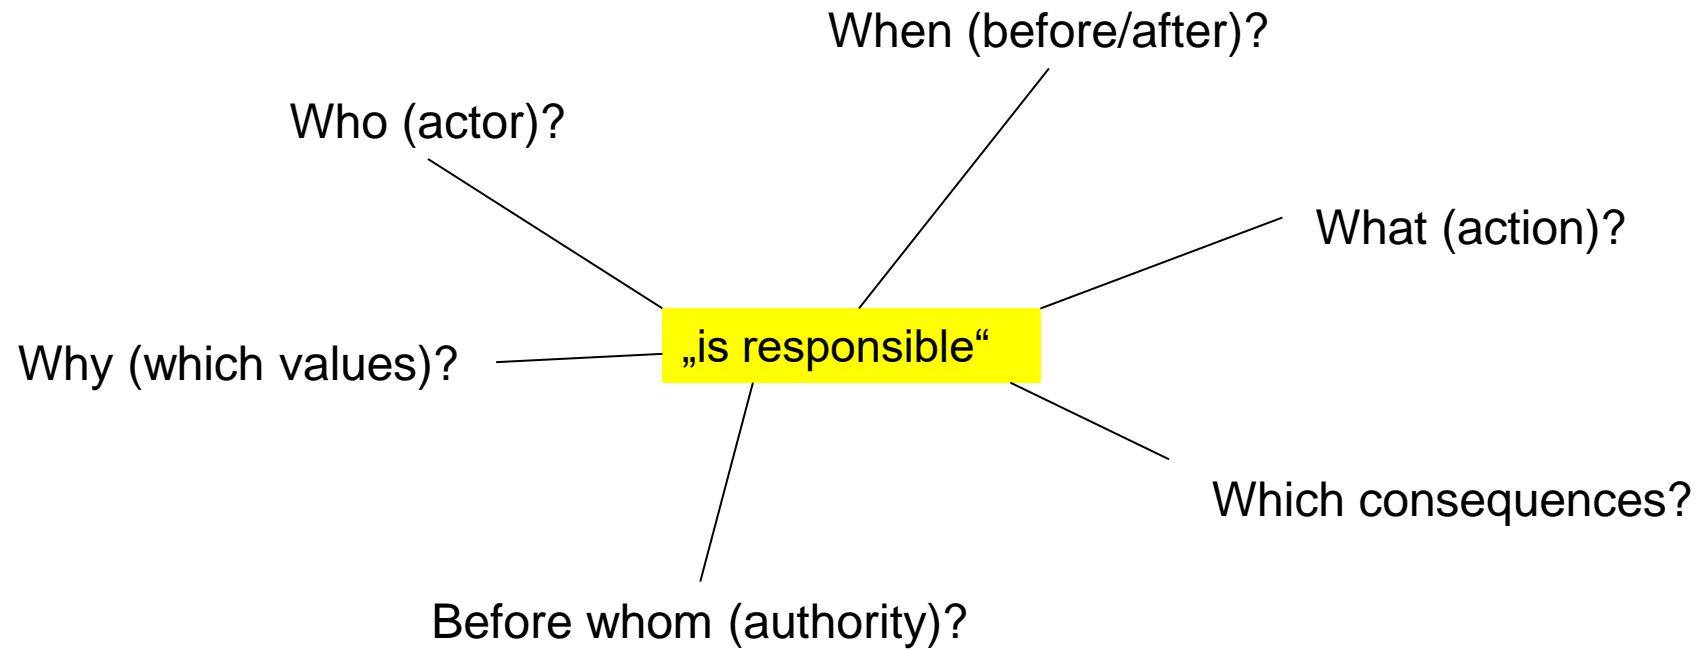 When (before/after)?
Who (actor)?
What (action)?
„is responsible“
Why (which values)?
Which consequences?
Before whom (authority)?